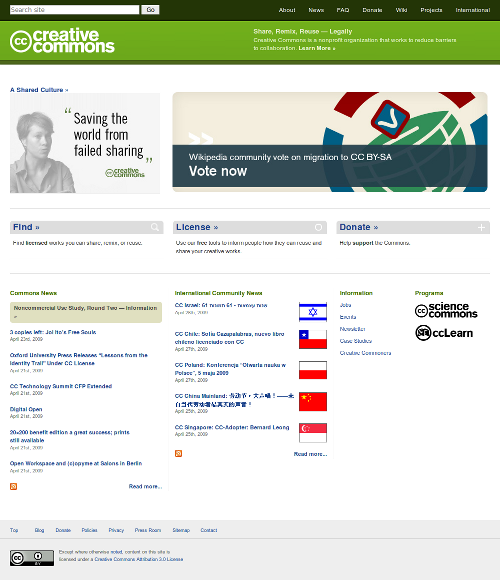 Search site
Go
About
News
FAQ
Donate
Wiki
Projects
International
creative
commons
Share, Remix, Reuse — Legally
Creative Commons is a nonprofit organization that works to reduce barriers
to collaboration. Learn More »
A Shared Culture »
“ Saving the
world from
failed sharing ”
creative
commons
Wikipedia community vote on migration to CC BY-SA
Vote now
Find »
License »
Donate »
Find licensed works you can share, remix, or reuse.
Use our free tools to inform people how they can reuse and
share your creative works.
Help support the Commons.
Commons News
Noncommercial Use Study, Round Two — Information
»
3 copies left: Joi Ito's Free Souls
April 23rd, 2009
Oxford University Press Releases “Lessons from the
Identity Trail” Under CC License
April 21st, 2009
CC Technology Summit CFP Extended
April 21st, 2009
Digital Open
April 21st, 2009
20+200 benefit edition a great success; prints
still available
April 21st, 2009
Open Workspace and (c)opyme at Salons in Berlin
April 21st, 2009
Read more...
International Community News
CC Israel:
April 28th, 2009
CC Chile: Sofía Cazipalabras, nuevo libro
chileno licenciado con CC
April 27th, 2009
CC Poland: Konferencja "Otwarta nauka w
Polsce", 5 maja 2009
April 27th, 2009
CC China Mainland:
April 25th, 2009
CC Singapore: CC-Adopter: Bernard Leong
April 25th, 2009
Read more...
Information
Jobs
Events
Newsletter
Case Studies
Creative Commoners
Programs
science
commons
ccLearn
Top
Blog
Donate
Policies
Privacy
Press Room
Sitemap
Contact
cc
BY
Except where otherwise noted, content on this site is
licensed under a Creative Commons Attribution 3.0 License